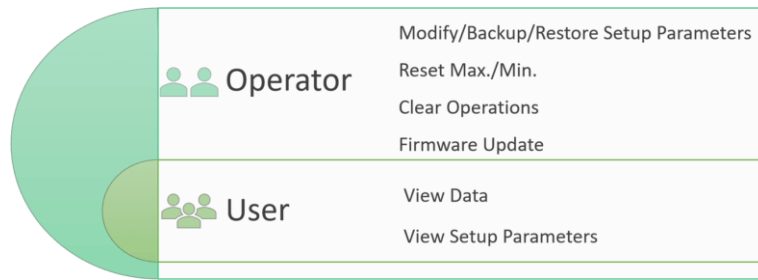 Operator
Modify/Backup/Restore Setup Parameters
Reset Max./Min.
Clear Operations
Firmware Update
User
View Data
View Setup Parameters